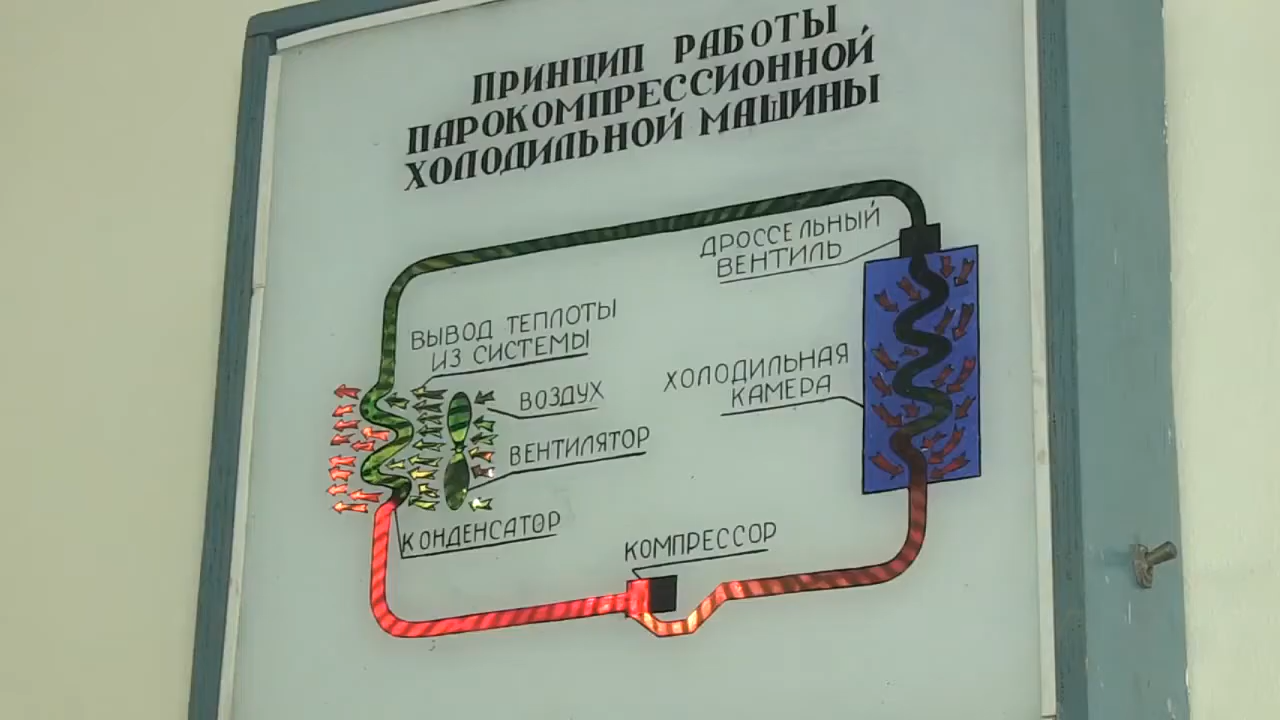 ПРИНЦИП РАБОТЫ
ПАРОКОМПРЕССИОННОЙ
ХОЛОДИЛЬНОЙ МАШИНЫ
ДРОССЕЛЬНЫЙ
ВЕНТИЛЬ
ВЫВОД ТЕПЛОТЫ
ИЗ СИСТЕМЫ
ВОЗДУХ
ВЕНТИЛЯТОР
ХОЛОДИЛЬНАЯ
КАМЕРА
КОНДЕНСАТОР
КОМПРЕССОР